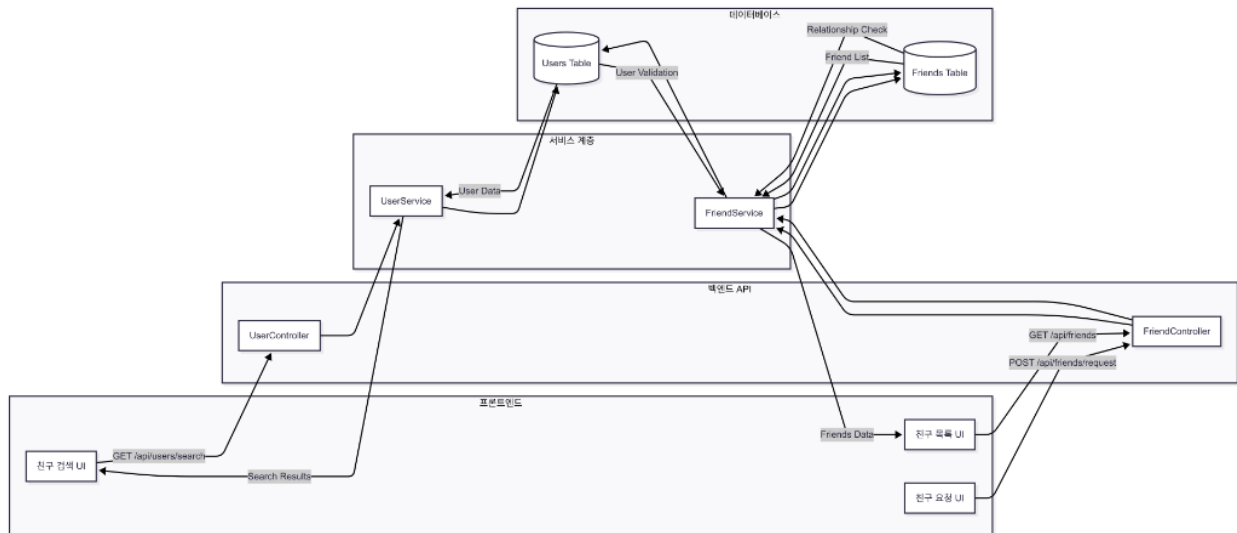 데이터베이스
Relationship Check
Users Table
Friend List
User Validation
Friends Table
서비스 계층
User Data
UserService
FriendService
백엔드 API
UserController
GET /api/friends
FriendController
POST /api/friends/request
프론트엔드
Friends Data
친구 목록 UI
GET /api/users/search
친구 검색 UI
Search Results
친구 요청 UI